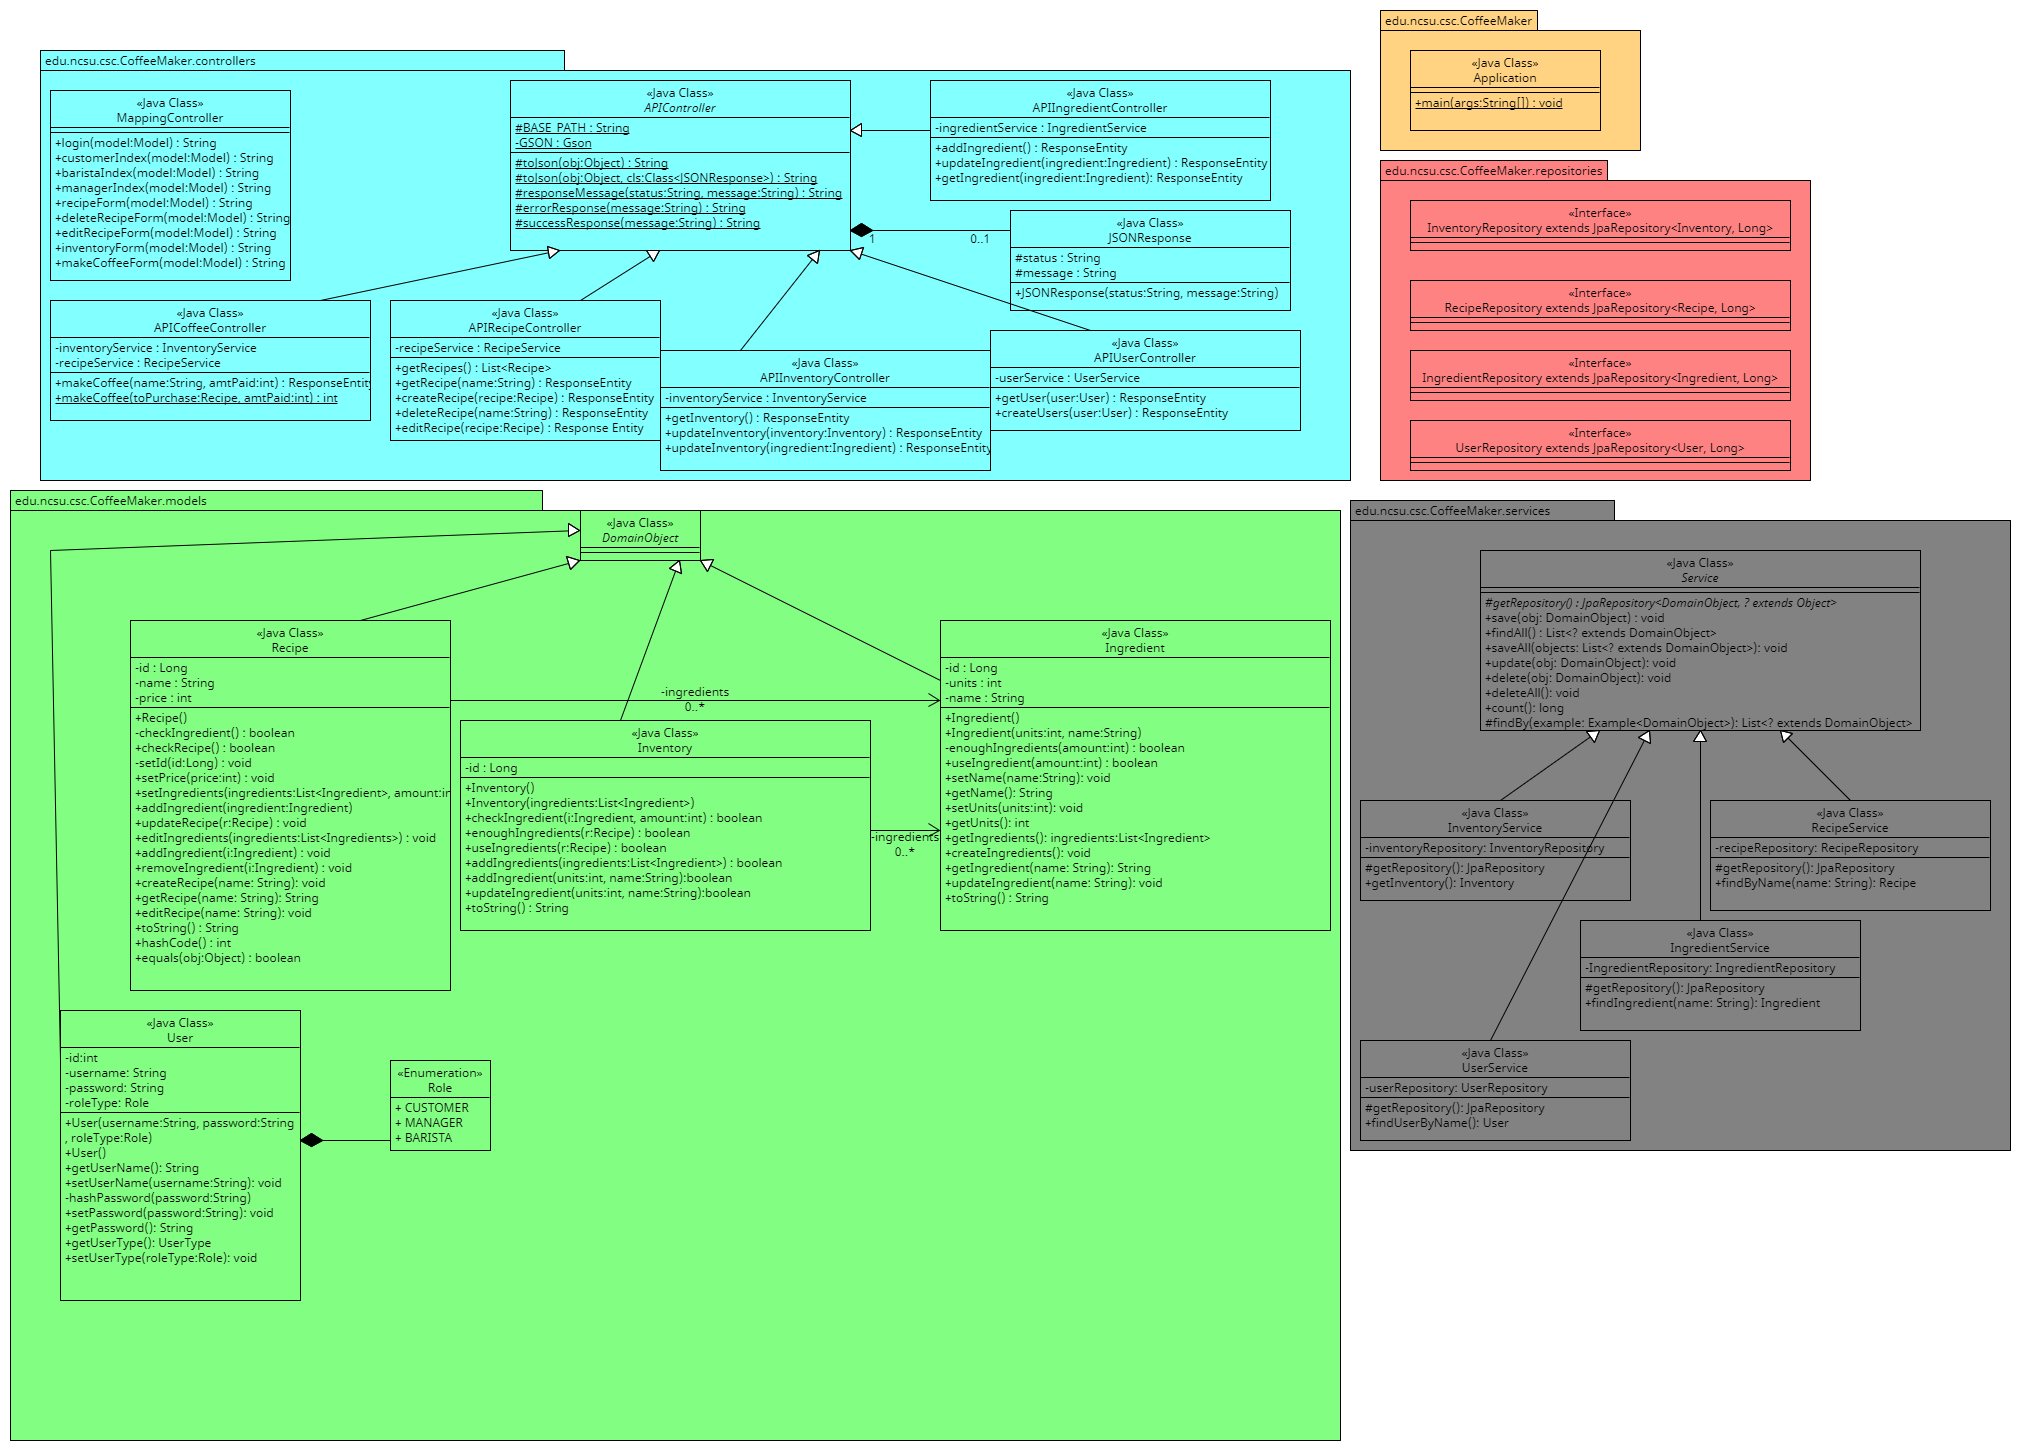 edu.ncsu.csc.CoffeeMaker.controllers
«Java Class»
MappingController
+login(model:Model) : String
+customerIndex(model:Model) : String
+baristaIndex(model:Model) : String
+managerIndex(model:Model) : String
+recipeForm(model:Model) : String
+deleteRecipeForm(model:Model) : String
+editRecipeForm(model:Model) : String
+inventoryForm(model:Model) : String
+makeCoffeeForm(model:Model) : String
«Java Class»
APIController
#BASE_PATH : String
-GSON : Gson
#toJson(obj:Object) : String
#toJson(obj:Object, cls:Class<JSONResponse>) : String
#responseMessage(status:String, message:String) : String
#errorResponse(message:String) : String
#successResponse(message:String) : String
«Java Class»
APIIngredientController
-ingredientService : IngredientService
+addIngredient() : ResponseEntity
+updateIngredient(ingredient:Ingredient) : ResponseEntity
+getIngredient(ingredient:Ingredient): ResponseEntity
1
0..1
«Java Class»
JSONResponse
#status : String
#message : String
+JSONResponse(status:String, message:String)
«Java Class»
APICoffeeController
-inventoryService : InventoryService
-recipeService : RecipeService
+makeCoffee(name:String, amtPaid:int) : ResponseEntity
+makeCoffee(toPurchase:Recipe, amtPaid:int) : int
«Java Class»
APIRecipeController
-recipeService : RecipeService
+getRecipes() : List<Recipe>
+getRecipe(name:String) : ResponseEntity
+createRecipe(recipe:Recipe) : ResponseEntity
+deleteRecipe(name:String) : ResponseEntity
+editRecipe(recipe:Recipe) : Response Entity
«Java Class»
APIInventoryController
-inventoryService : InventoryService
+getInventory() : ResponseEntity
+updateInventory(inventory:Inventory) : ResponseEntity
+updateInventory(ingredient:Ingredient) : ResponseEntity
«Java Class»
APIUserController
-userService : UserService
+getUser(user:User) : ResponseEntity
+createUsers(user:User) : ResponseEntity
edu.ncsu.csc.CoffeeMaker
«Java Class»
Application
+main(args:String[]) : void
edu.ncsu.csc.CoffeeMaker.repositories
«Interface»
InventoryRepository extends JpaRepository<Inventory, Long>
«Interface»
RecipeRepository extends JpaRepository<Recipe, Long>
«Interface»
IngredientRepository extends JpaRepository<Ingredient, Long>
«Interface»
UserRepository extends JpaRepository<User, Long>
edu.ncsu.csc.CoffeeMaker.models
«Java Class»
DomainObject
«Java Class»
Recipe
-id : Long
-name : String
-price : int
+Recipe()
-checkIngredient() : boolean
+checkRecipe() : boolean
-setId(id:Long) : void
+setPrice(price:int) : void
+setIngredients(ingredients:List<Ingredient>, amount:in
+addIngredient(ingredient:Ingredient)
+updateRecipe(r:Recipe) : void
+editIngredients(ingredients:List<Ingredients>) : void
+addIngredient(i:Ingredient) : void
+removeIngredient(i:Ingredient) : void
+createRecipe(name: String): void
+getRecipe(name: String): String
+editRecipe(name: String): void
+toString() : String
+hashCode() : int
+equals(obj:Object) : boolean
-ingredients
0..*
«Java Class»
Inventory
-id : Long
+Inventory()
+Inventory(ingredients:List<Ingredient>)
+checkIngredient(i:Ingredient, amount:int) : boolean
+enoughIngredients(r:Recipe) : boolean
+useIngredients(r:Recipe) : boolean
+addIngredients(ingredients:List<Ingredient>) : boolean
+addIngredient(units:int, name:String):boolean
+updateIngredient(units:int, name:String):boolean
+toString() : String
-ingredients
0..*
«Java Class»
Ingredient
-id : Long
-units : int
-name : String
+Ingredient()
+Ingredient(units:int, name:String)
-enoughIngredients(amount:int) : boolean
+useIngredient(amount:int) : boolean
+setName(name:String): void
+getName(): String
+setUnits(units:int): void
+getUnits(): int
+getIngredients(): ingredients:List<Ingredient>
+createIngredients(): void
+getIngredient(name: String): String
+updateIngredient(name: String): void
+toString() : String
«Java Class»
User
-id:int
-username: String
-password: String
-roleType: Role
+User(username:String, password:String
, roleType:Role)
+User()
+getUserName(): String
+setUserName(username:String): void
-hashPassword(password:String)
+setPassword(password:String): void
+getPassword(): String
+getUserType(): UserType
+setUserType(roleType:Role): void
«Enumeration»
Role
+ CUSTOMER
+ MANAGER
+ BARISTA
edu.ncsu.csc.CoffeeMaker.services
«Java Class»
Service
#getRepository() : JpaRepository<DomainObject, ? extends Object>
+save(obj: DomainObject) : void
+findAll() : List<? extends DomainObject>
+saveAll(objects: List<? extends DomainObject>): void
+update(obj: DomainObject): void
+delete(obj: DomainObject): void
+deleteAll(): void
+count(): long
#findBy(example: Example<DomainObject>): List<? extends DomainObject>
«Java Class»
InventoryService
-inventoryRepository: InventoryRepository
#getRepository(): JpaRepository
+getInventory(): Inventory
«Java Class»
RecipeService
-recipeRepository: RecipeRepository
#getRepository(): JpaRepository
+findByName(name: String): Recipe
«Java Class»
IngredientService
-IngredientRepository: IngredientRepository
#getRepository(): JpaRepository
+findIngredient(name: String): Ingredient
«Java Class»
UserService
-userRepository: UserRepository
#getRepository(): JpaRepository
+findUserByName(): User